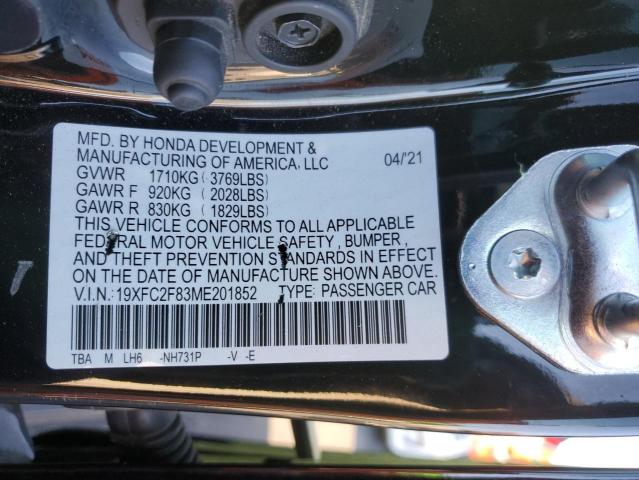 MFD. BY HONDA DEVELOPMENT &
MANUFACTURING OF AMERICA, LLC 04/'21
GVWR 1710KG (3769LBS)
GAWR F 920KG (2028LBS)
GAWR R 830KG (1829LBS)
THIS VEHICLE CONFORMS TO ALL APPLICABLE
FEDERAL MOTOR VEHICLE SAFETY , BUMPER ,
AND THEFT PREVENTION STANDARDS IN EFFECT
ON THE DATE OF MANUFACTURE SHOWN ABOVE.
V.I.N.:19XFC2F83ME201852 TYPE: PASSENGER CAR
TBA M LH6 -NH731P -V -E